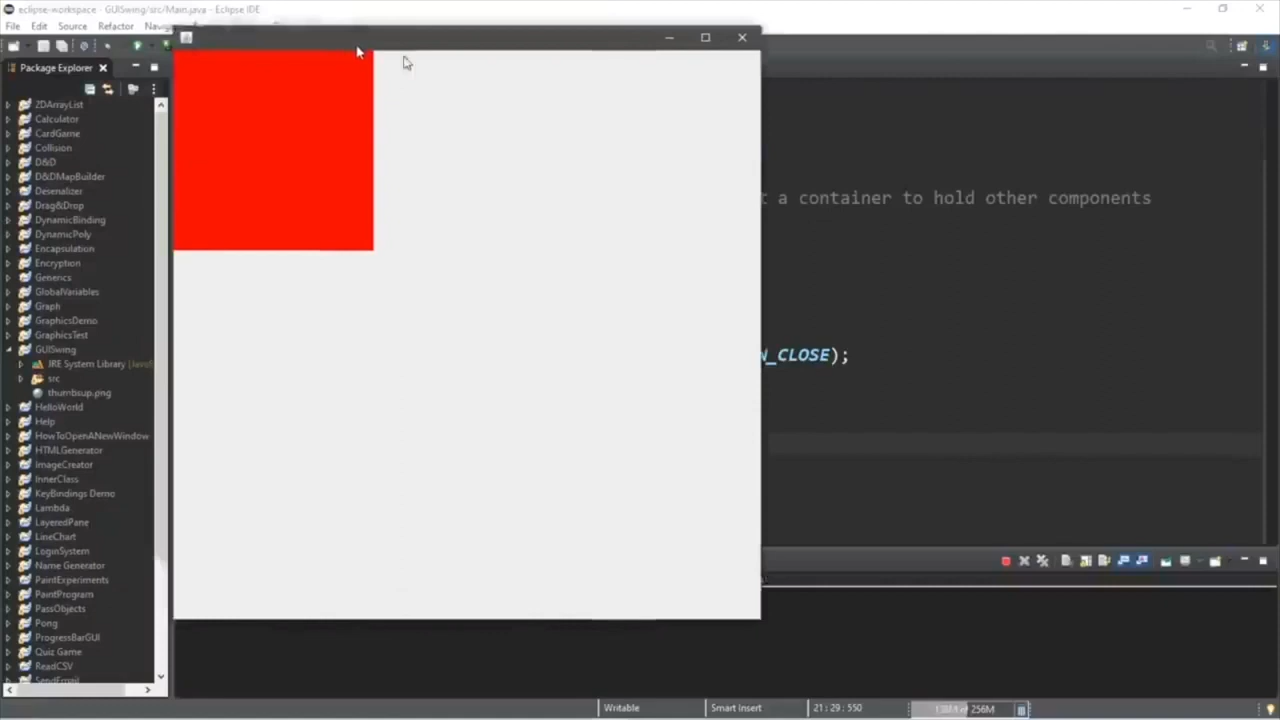 eclipse-workspace - GUISwing/src/Main.java - Eclipse IDE
File Edit Source Refactor
Package Explorer
2DArrayList
Calculator
CardGame
Collision
D&D
D&DMapBuilder
Deserializer
Drag&Drop
DynamicBinding
DynamicPoly
Encapsulation
Encryption
Generics
GlobalVariables
Graph
GraphicsDemo
GraphicsTest
GUISwing
JRE System Library
src
thumbsup.png
HelloWorld
Help
HowToOpenANewWindow
HTMLGenerator
ImageCreator
InnerClass
KeyBindings Demo
Lambda
LayeredPane
LineChart
LoginSystem
Name Generator
PaintExperiments
PaintProgram
PassObjects
Pong
ProgressBarGUI
Quiz Game
ReadCSV
SendEmail
a container to hold other components
N_CLOSE);
Writable Smart Insert 21 : 29 : 550 of 256M